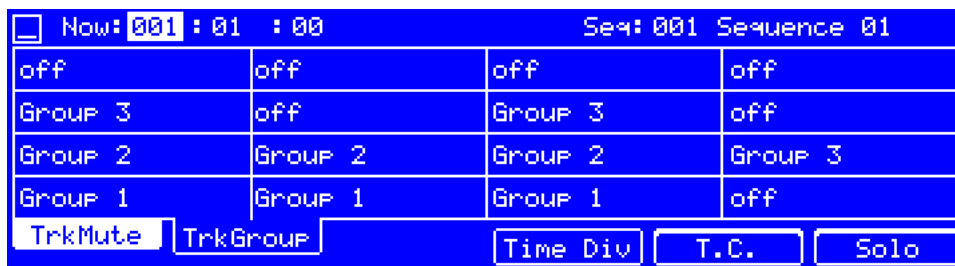 Now:001:01 :00 Seq:001 Sequence 01
off off off off
Group 3 off Group 3 off
Group 2 Group 2 Group 2 Group 3
Group 1 Group 1 Group 1 off
TrkMute TrkGroup Time Div T.C. Solo